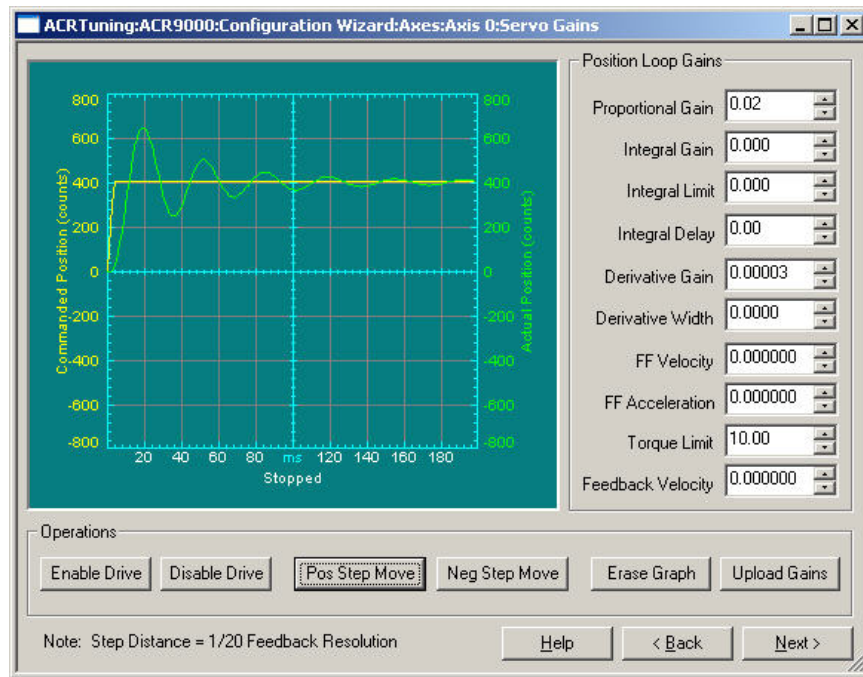 ACRTuning:ACR9000:Configuration Wizard:Axes:Axis 0:Servo Gains
Commanded Position (counts)
800
600
400
200
0
-200
-400
-600
-800
800
600
400
200
0
-200
-400
-600
-800
Actual Position (counts)
20 40 60 80 ms 120 140 160 180
Stopped
Position Loop Gains
Proportional Gain 0.02
Integral Gain 0.000
Integral Limit 0.000
Integral Delay 0.00
Derivative Gain 0.00003
Derivative Width 0.0000
FF Velocity 0.000000
FF Acceleration 0.000000
Torque Limit 10.00
Feedback Velocity 0.000000
Operations
Enable Drive Disable Drive Pos Step Move Neg Step Move Erase Graph Upload Gains
Note: Step Distance = 1/20 Feedback Resolution
Help < Back Next >